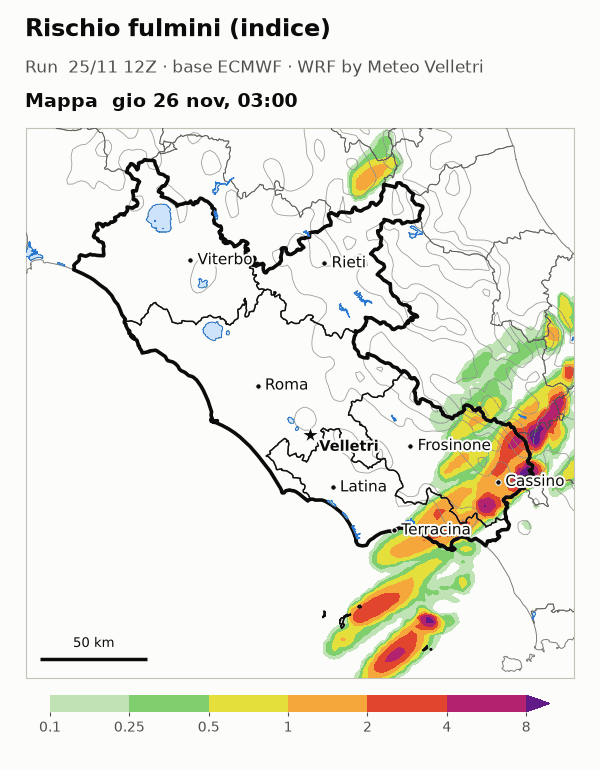 Rischio fulmini (indice)
Run  25/11 12Z · base ECMWF · WRF by Meteo Velletri
Mappa  gio 26 nov, 03:00
Viterbo
Rieti
Roma
Velletri
Frosinone
Latina
Cassino
Terracina
50 km
0.1 0.25 0.5 1 2 4 8